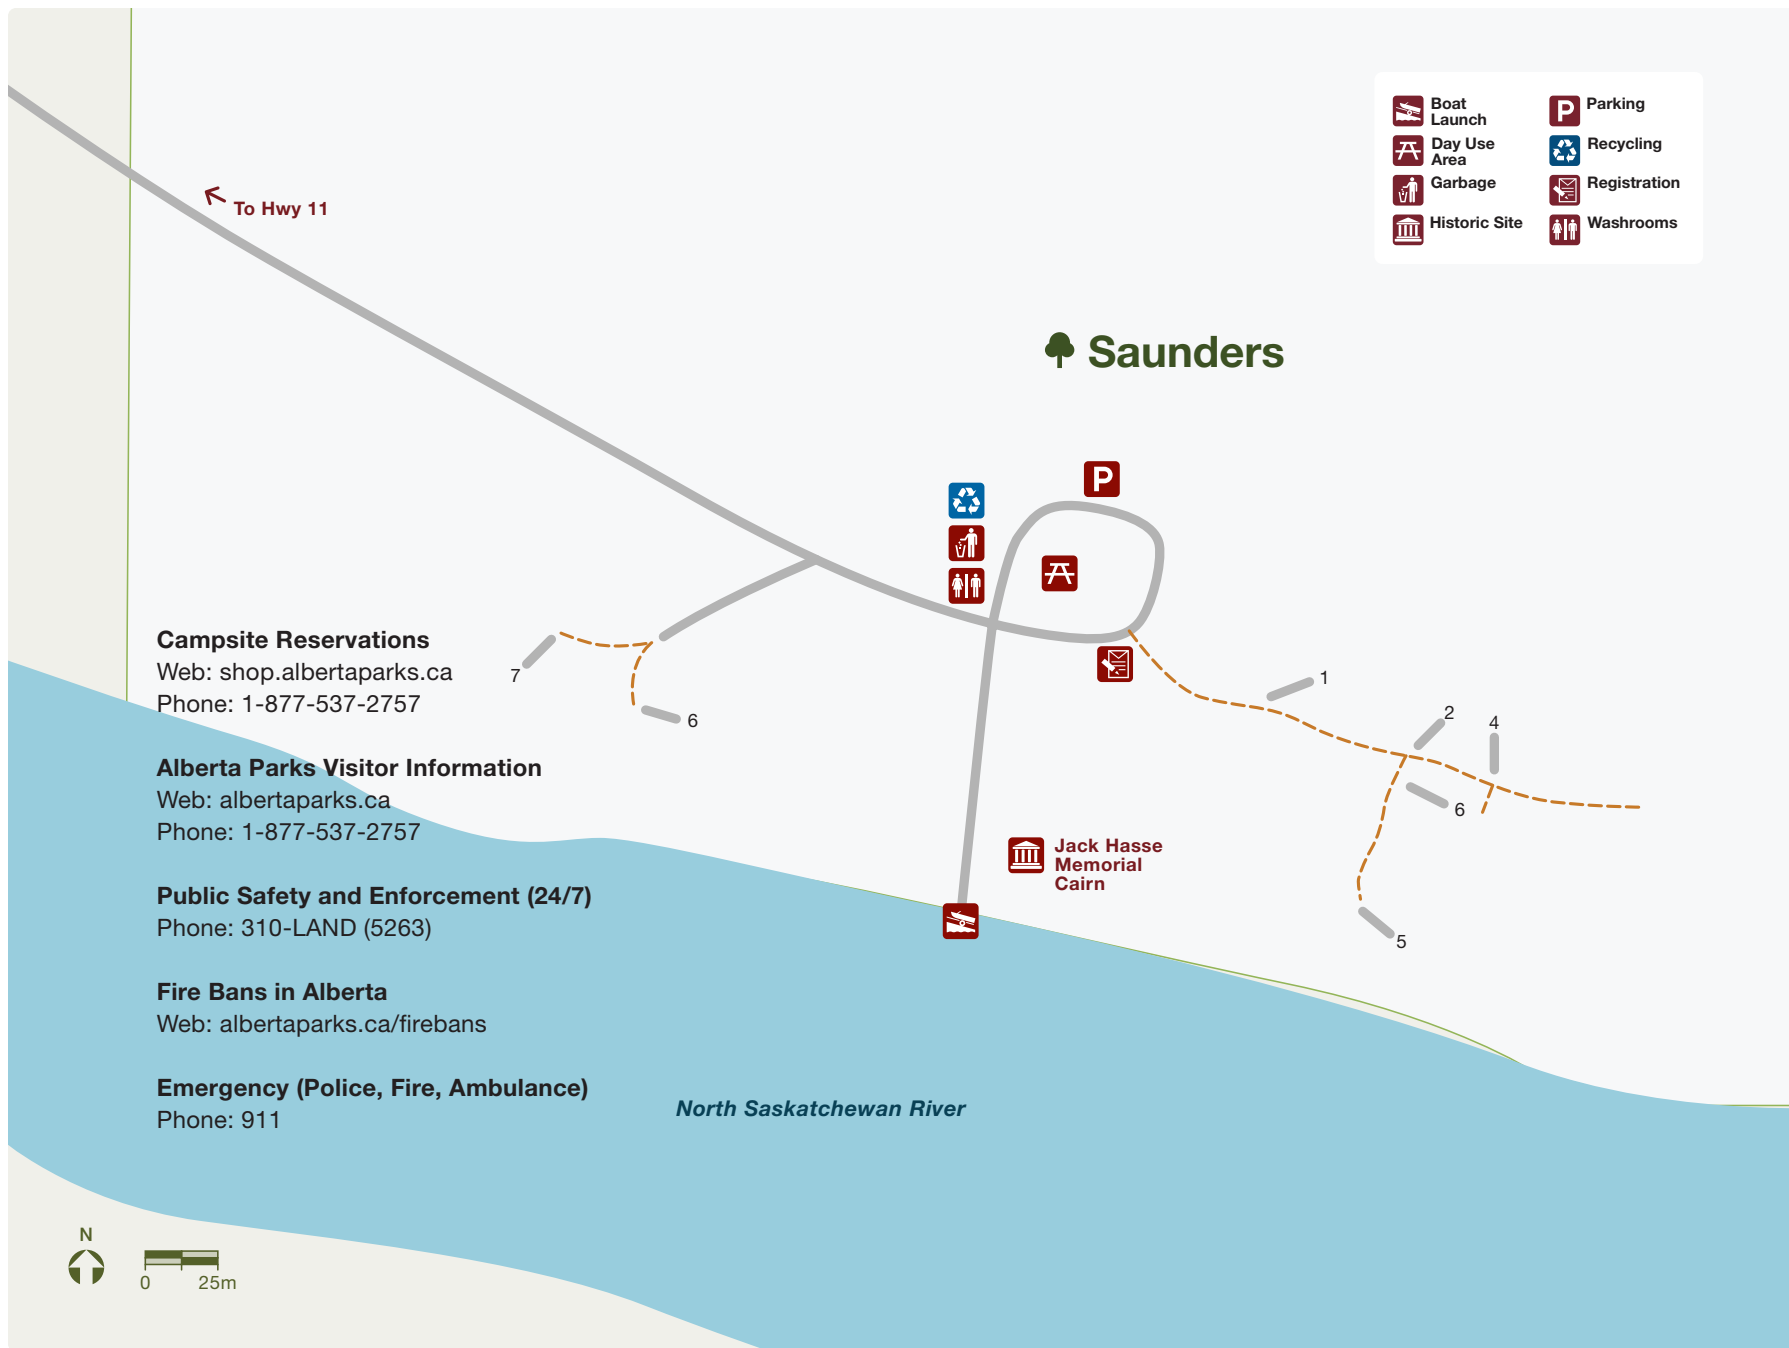 Boat
Launch
Parking
Day Use
Area
Recycling
Garbage
Registration
Historic Site
Washrooms
To Hwy 11
Saunders
P
Campsite Reservations
Web: shop.albertaparks.ca
Phone: 1-877-537-2757
7
6
1
2
4
6
5
Alberta Parks Visitor Information
Web: albertaparks.ca
Phone: 1-877-537-2757
Jack Hasse
Memorial
Cairn
Public Safety and Enforcement (24/7)
Phone: 310-LAND (5263)
Fire Bans in Alberta
Web: albertaparks.ca/firebans
Emergency (Police, Fire, Ambulance)
Phone: 911
North Saskatchewan River
N
0 25m